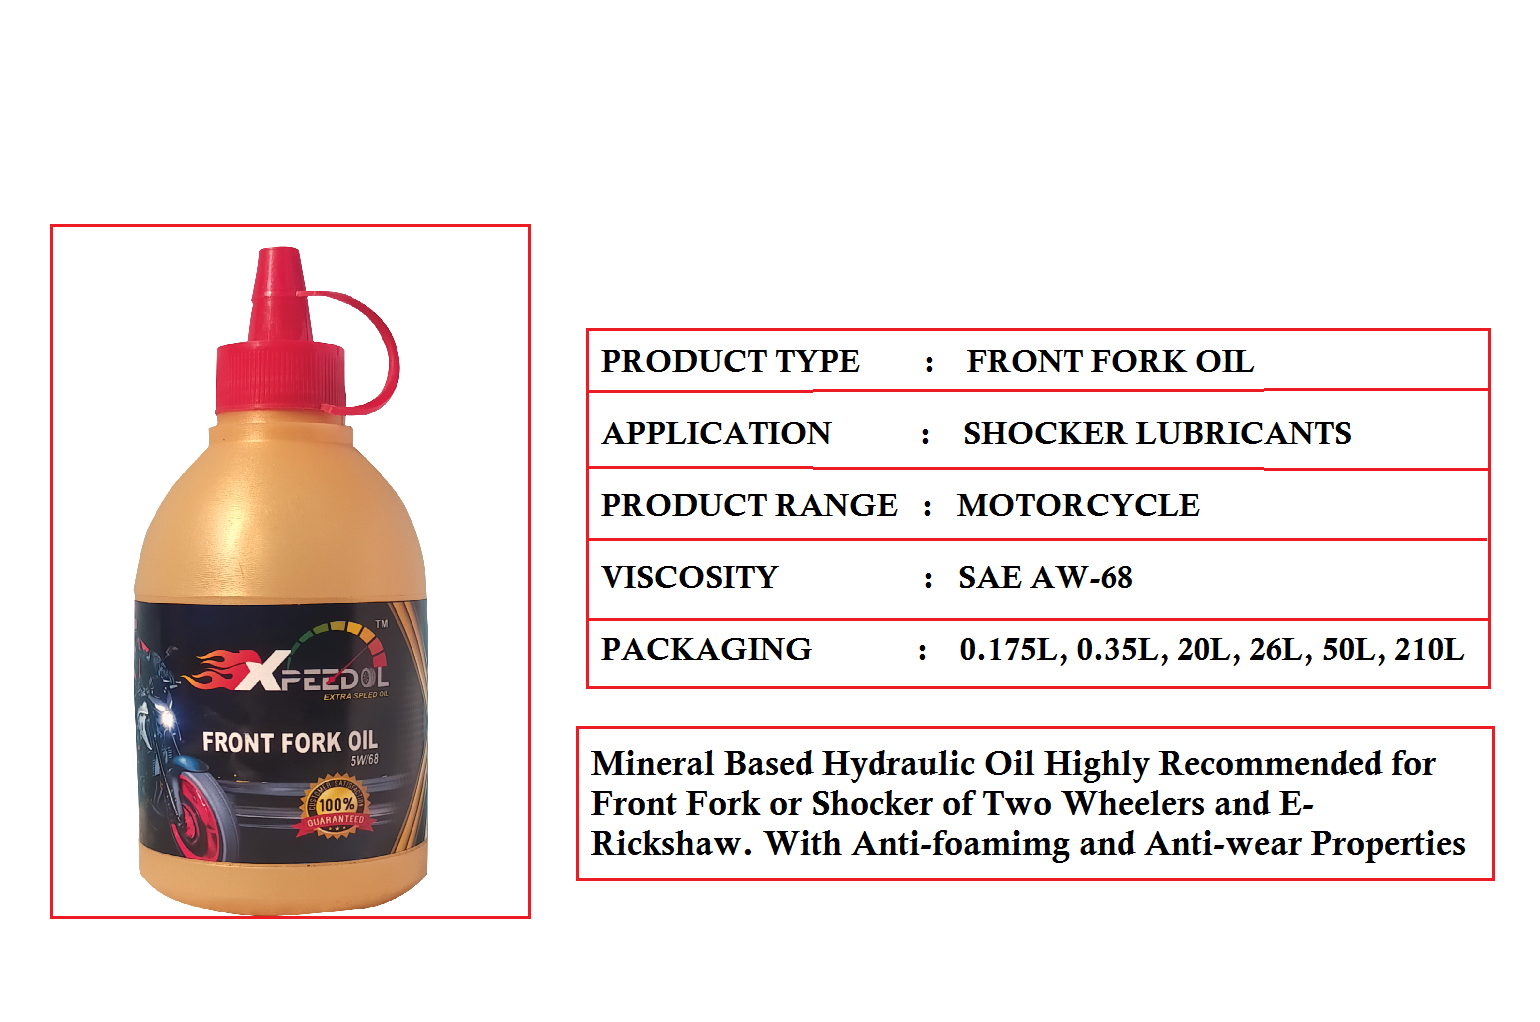 XPEEDOL TM
EXTRA SPEED OIL
FRONT FORK OIL
5W/68
CUSTOMER SATISFACTION
100%
GUARANTEED
PRODUCT TYPE : FRONT FORK OIL
APPLICATION : SHOCKER LUBRICANTS
PRODUCT RANGE : MOTORCYCLE
VISCOSITY : SAE AW-68
PACKAGING : 0.175L, 0.35L, 20L, 26L, 50L, 210L
Mineral Based Hydraulic Oil Highly Recommended for
Front Fork or Shocker of Two Wheelers and E-
Rickshaw. With Anti-foamimg and Anti-wear Properties